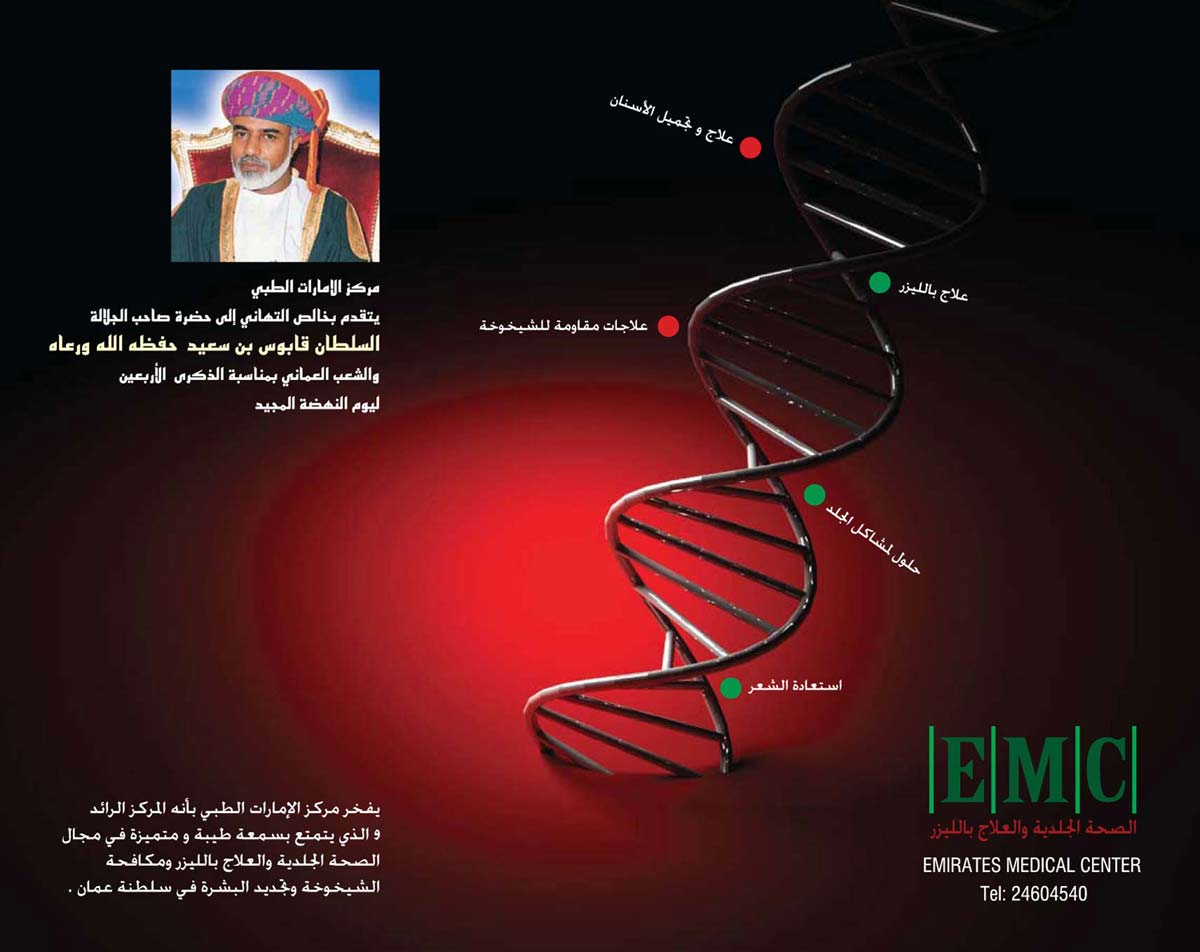 مركز الامارات الطبي
يتقدم بخالص التهاني إلى حضرة صاحب الجلالة
السلطان قابوس بن سعيد حفظه الله ورعاه
والشعب العماني بمناسبة الذكرى الأربعين
ليوم النهضة المجيد
علاج و تجميل الأسنان
علاج بالليزر
علاجات مقاومة للشيخوخة
حلول لمشاكل الجلد
استعادة الشعر
يفخر مركز الإمارات الطبي بأنه المركز الرائد
و الذي يتمتع بسمعة طيبة و متميزة في مجال
الصحة الجلدية والعلاج بالليزر ومكافحة
الشيخوخة وتجديد البشرة في سلطنة عمان .
|E|M|C|
الصحة الجلدية والعلاج بالليزر
EMIRATES MEDICAL CENTER
Tel: 24604540